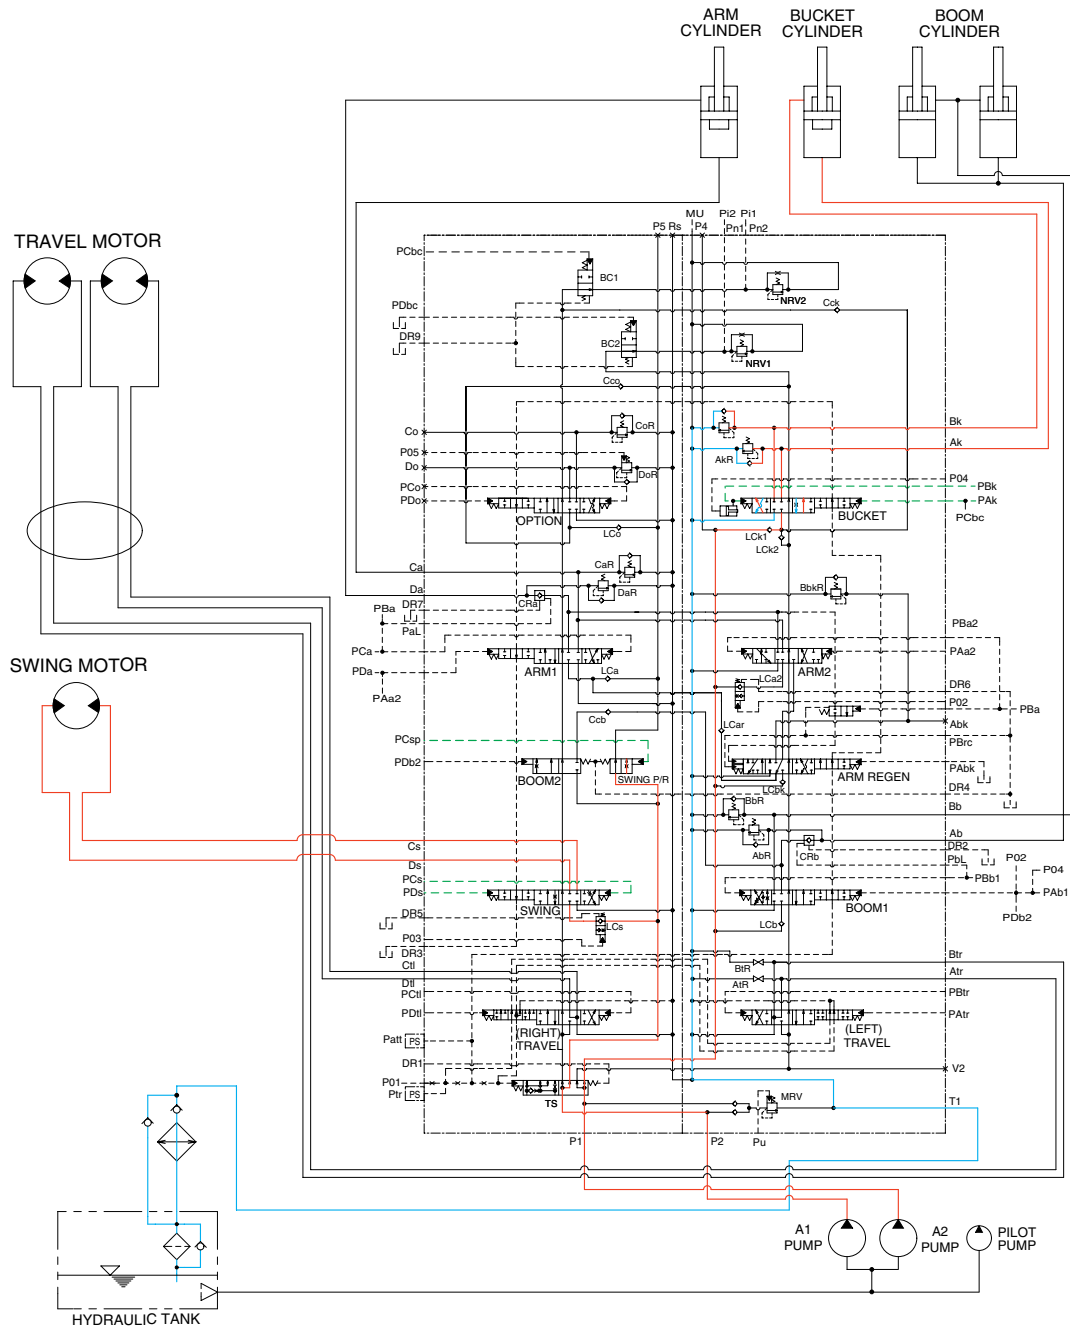 ARM
CYLINDER
BUCKET
CYLINDER
BOOM
CYLINDER
TRAVEL MOTOR
SWING MOTOR
MU
Pi2
Pi1
P5
Rs
P4
Pn1
Pn2
PCbc
BC1
NRV2
Cck
PDbc
DR9
BC2
NRV1
Cco
Co
CoR
Bk
Ak
P05
Do
DoR
AkR
P04
PCo
PDo
PBk
PAk
OPTION
BUCKET
PCbc
LCo
LCk1
LCk2
Ca
CaR
Da
DaR
BbkR
CRa
PBa
DR7
PaL
PBa2
PCa
PAa2
PDa
ARM1
LCa
LCa2
ARM2
PAa2
DR6
P02
PBa
Ccb
LCar
Abk
PCsp
PBrc
PDb2
BOOM2
SWING P/R
ARM REGEN
PAbk
LCbk
DR4
BbR
Bb
Cs
AbR
CRb
Ab
DR2
PbL
Ds
PCs
PDs
PBb1
P02
P04
PAb1
SWING
BOOM1
PDb2
DR5
LCs
LCb
P03
DR3
Ctl
BtR
Btr
Dtl
AtR
Atr
PCtl
PBtr
PDtl
PAtr
(RIGHT)
TRAVEL
(LEFT)
TRAVEL
Patt
PS
DR1
V2
P01
Ptr
PS
TS
MRV
T1
P1
P2
Pu
A1
PUMP
A2
PUMP
PILOT
PUMP
HYDRAULIC TANK